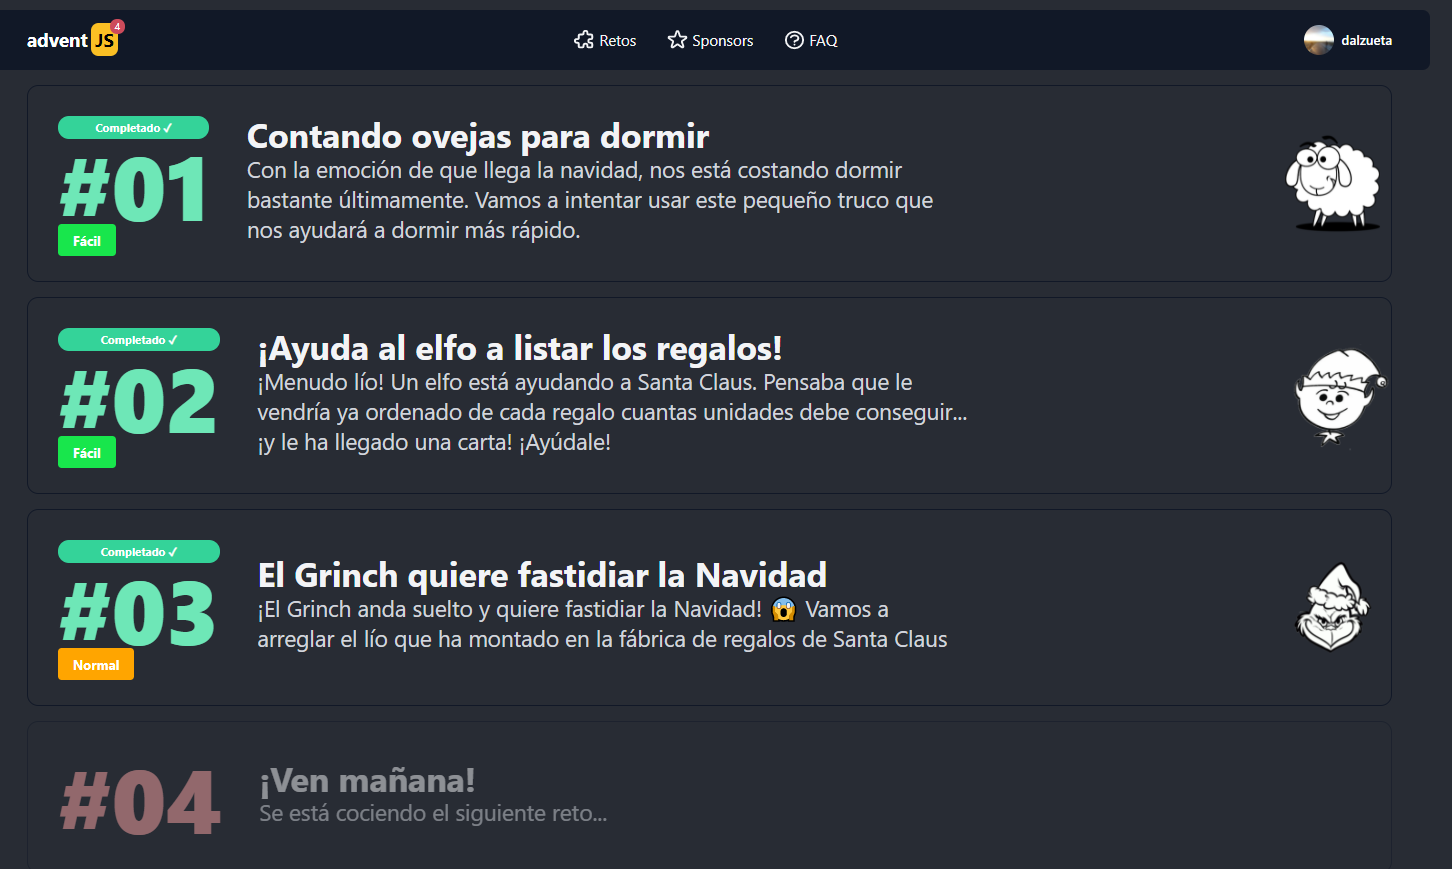 advent JS 4
Retos Sponsors FAQ
dalzueta
Completado ✓
#01
Fácil
Contando ovejas para dormir
Con la emoción de que llega la navidad, nos está costando dormir
bastante últimamente. Vamos a intentar usar este pequeño truco que
nos ayudará a dormir más rápido.
Completado ✓
#02
Fácil
¡Ayuda al elfo a listar los regalos!
¡Menudo lío! Un elfo está ayudando a Santa Claus. Pensaba que le
vendría ya ordenado de cada regalo cuantas unidades debe conseguir...
¡y le ha llegado una carta! ¡Ayúdale!
Completado ✓
#03
Normal
El Grinch quiere fastidiar la Navidad
¡El Grinch anda suelto y quiere fastidiar la Navidad! 😱 Vamos a
arreglar el lío que ha montado en la fábrica de regalos de Santa Claus
#04
¡Ven mañana!
Se está cociendo el siguiente reto...